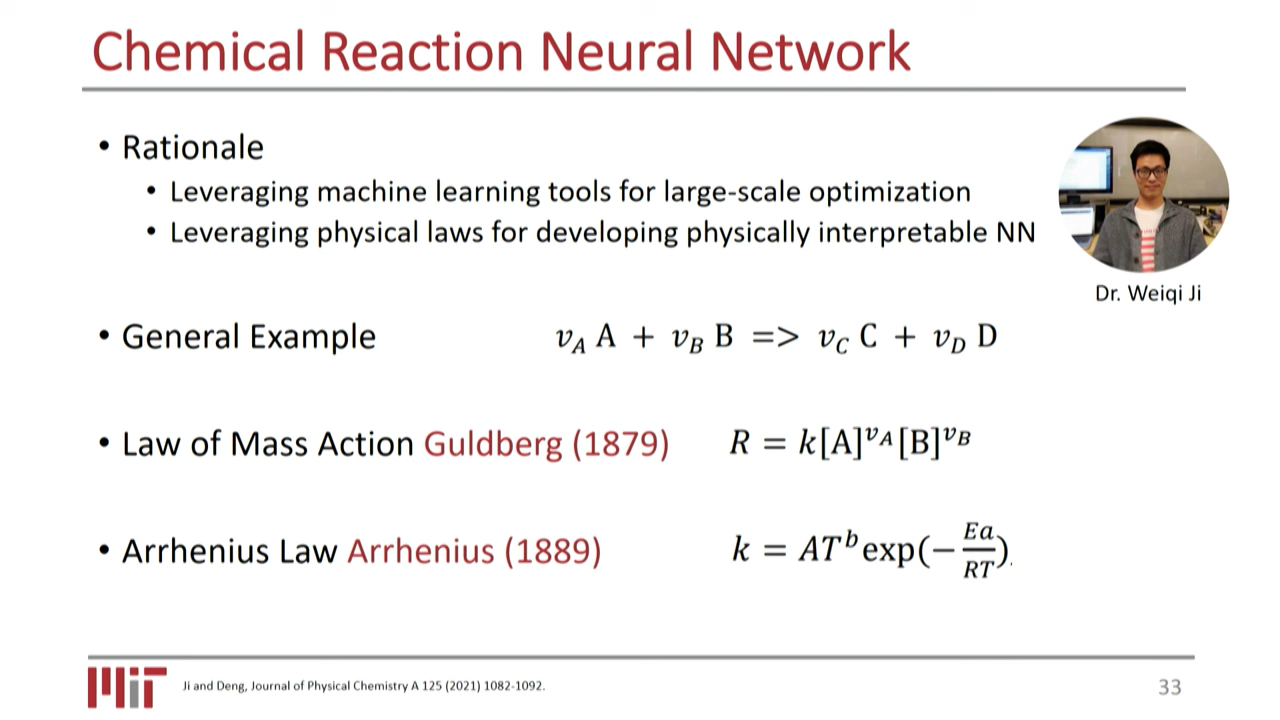 Chemical Reaction Neural Network
• Rationale
• Leveraging machine learning tools for large-scale optimization
• Leveraging physical laws for developing physically interpretable NN
Dr. Weiqi Ji
• General Example $v_A$ A + $v_B$ B => $v_C$ C + $v_D$ D
• Law of Mass Action Guldberg (1879) $R = k[\mathrm{A}]^{v_A}[\mathrm{B}]^{v_B}$
• Arrhenius Law Arrhenius (1889) $k = AT^b \exp(-\frac{Ea}{RT})$.
MIT Ji and Deng, Journal of Physical Chemistry A 125 (2021) 1082-1092. 33